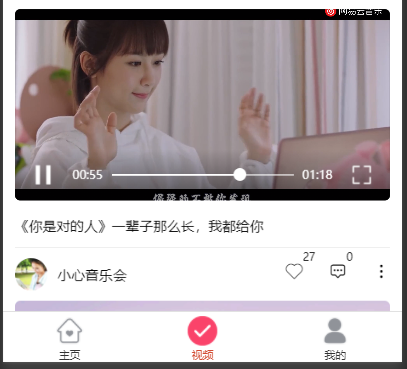 网易云音乐
00:55
01:18
《你是对的人》一辈子那么长，我都给你
小心音乐会
27
0
主页
视频
我的